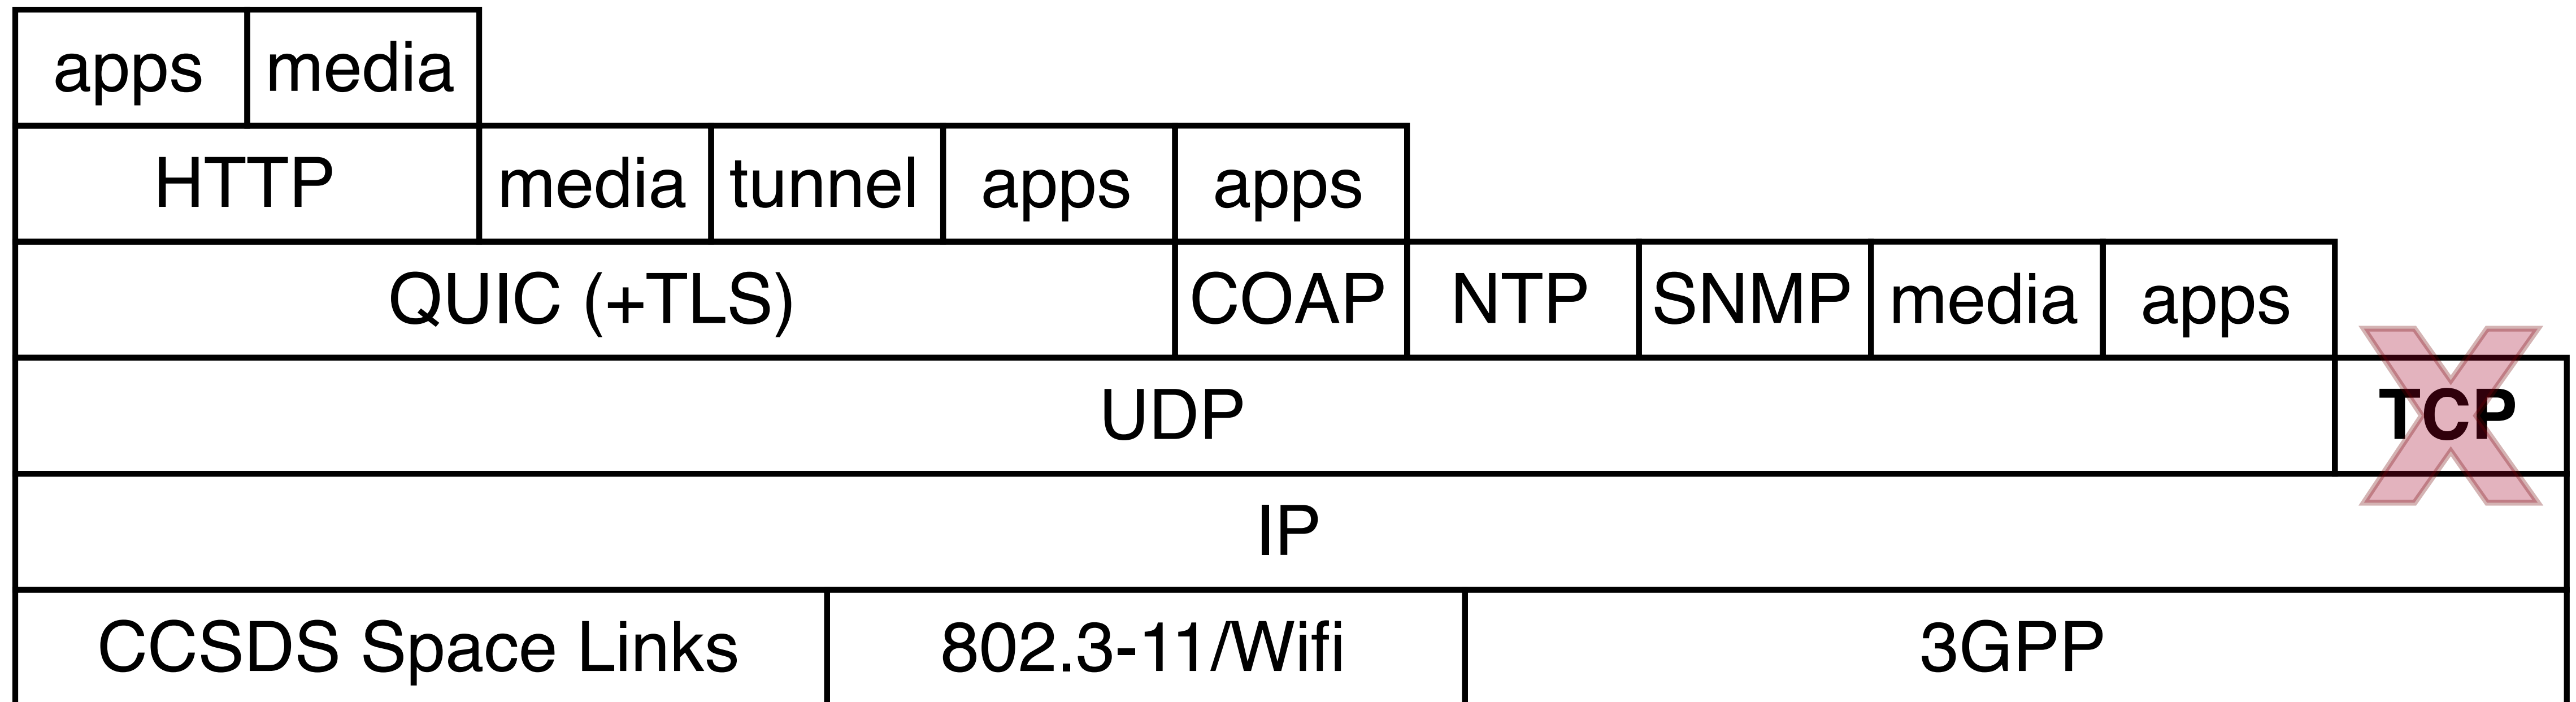 apps media
HTTP media tunnel apps apps
QUIC (+TLS) COAP NTP SNMP media apps
UDP TCP
IP
CCSDS Space Links 802.3-11/Wifi 3GPP